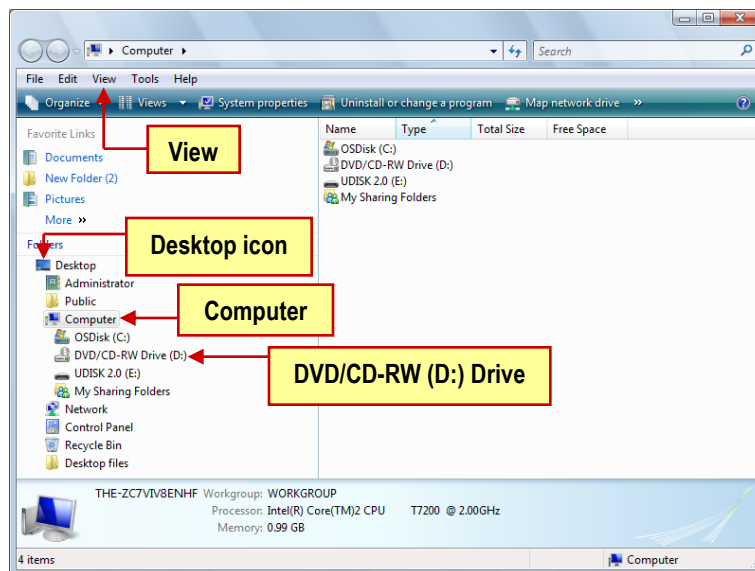 Computer
Search
File Edit View Tools Help
Organize Views System properties Uninstall or change a program Map network drive »
Favorite Links
Documents
New Folder (2)
Pictures
More »
Folders
Desktop
Administrator
Public
Computer
OSDisk (C:)
DVD/CD-RW Drive (D:)
UDISK 2.0 (E:)
My Sharing Folders
Network
Control Panel
Recycle Bin
Desktop files
Name Type Total Size Free Space
OSDisk (C:)
DVD/CD-RW Drive (D:)
UDISK 2.0 (E:)
My Sharing Folders
View
Desktop icon
Computer
DVD/CD-RW (D:) Drive
THE-ZC7VIV8ENHF Workgroup: WORKGROUP
Processor: Intel(R) Core(TM)2 CPU T7200 @ 2.00GHz
Memory: 0.99 GB
4 items
Computer